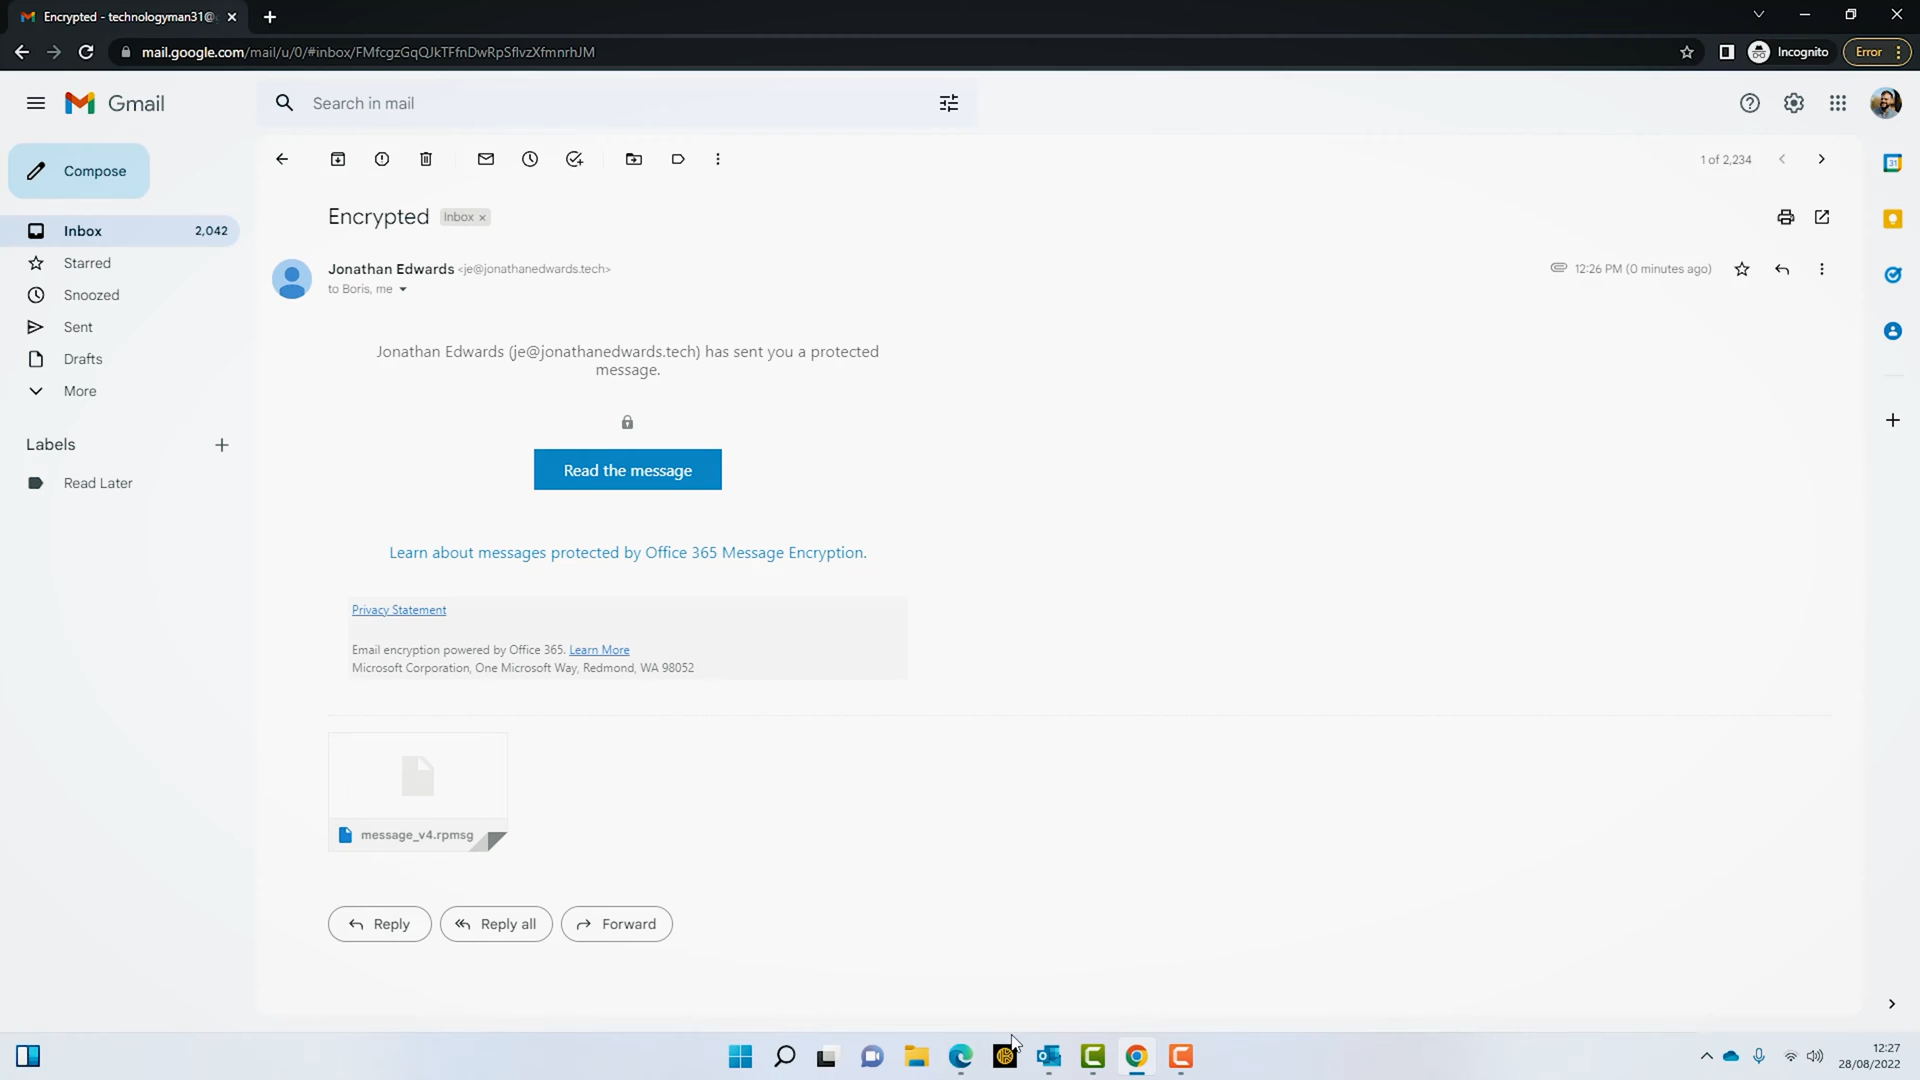 Encrypted - technologyman31@
mail.google.com/mail/u/0/#inbox/FMfcgzGqQJkTFfnDwRpSflvzXfmnrhJM
Incognito
Error
Gmail
Search in mail
Compose
1 of 2,234
Encrypted
Inbox ×
Inbox 2,042
Starred
Snoozed
Sent
Drafts
More
Labels
Read Later
Jonathan Edwards <je@jonathanedwards.tech>
12:26 PM (0 minutes ago)
to Boris, me
Jonathan Edwards (je@jonathanedwards.tech) has sent you a protected
message.
Read the message
Learn about messages protected by Office 365 Message Encryption.
Privacy Statement
Email encryption powered by Office 365. Learn More
Microsoft Corporation, One Microsoft Way, Redmond, WA 98052
message_v4.rpmsg
Reply
Reply all
Forward
31
12:27
28/08/2022